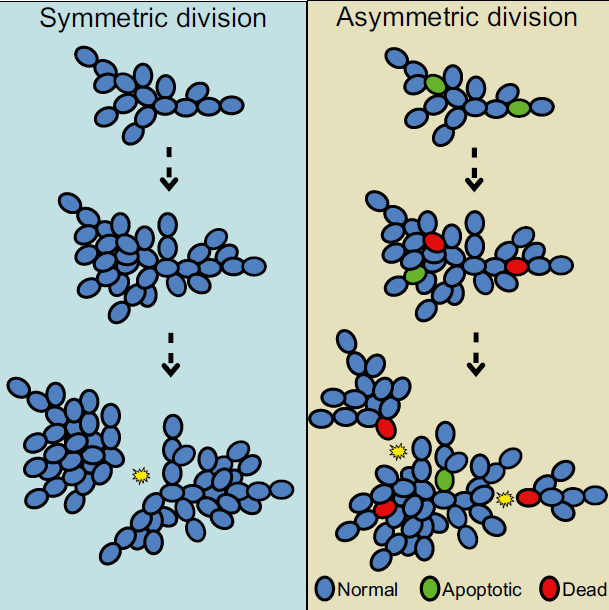 Symmetric division
Asymmetric division
Normal
Apoptotic
Dead